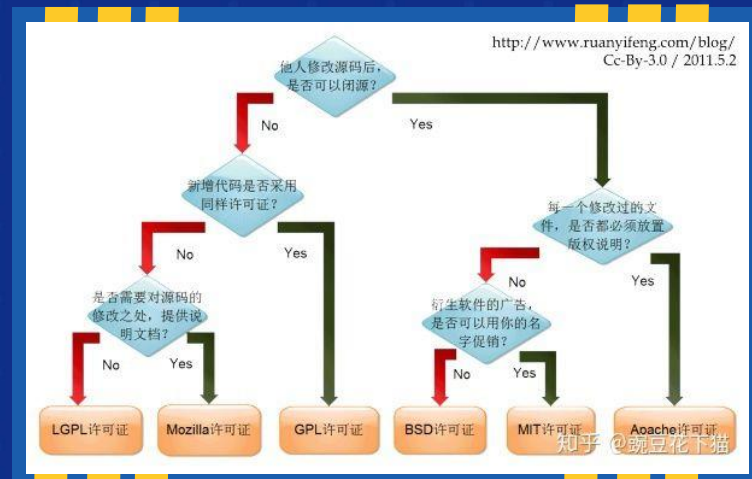 http://www.ruanyifeng.com/blog/
Cc-By-3.0 / 2011.5.2
他人修改源码后，
是否可以闭源？
No
Yes
新增代码是否采用
同样许可证？
每一个修改过的文
件，是否都必须放置
版权说明？
No
Yes
No
Yes
是否需要对源码的
修改之处，提供说
明文档？
衍生软件的广告，
是否可以用你的名
字促销？
No
Yes
No
Yes
LGPL许可证
Mozilla许可证
GPL许可证
BSD许可证
MIT许可证
Apache许可证
知乎 @豌豆花下猫